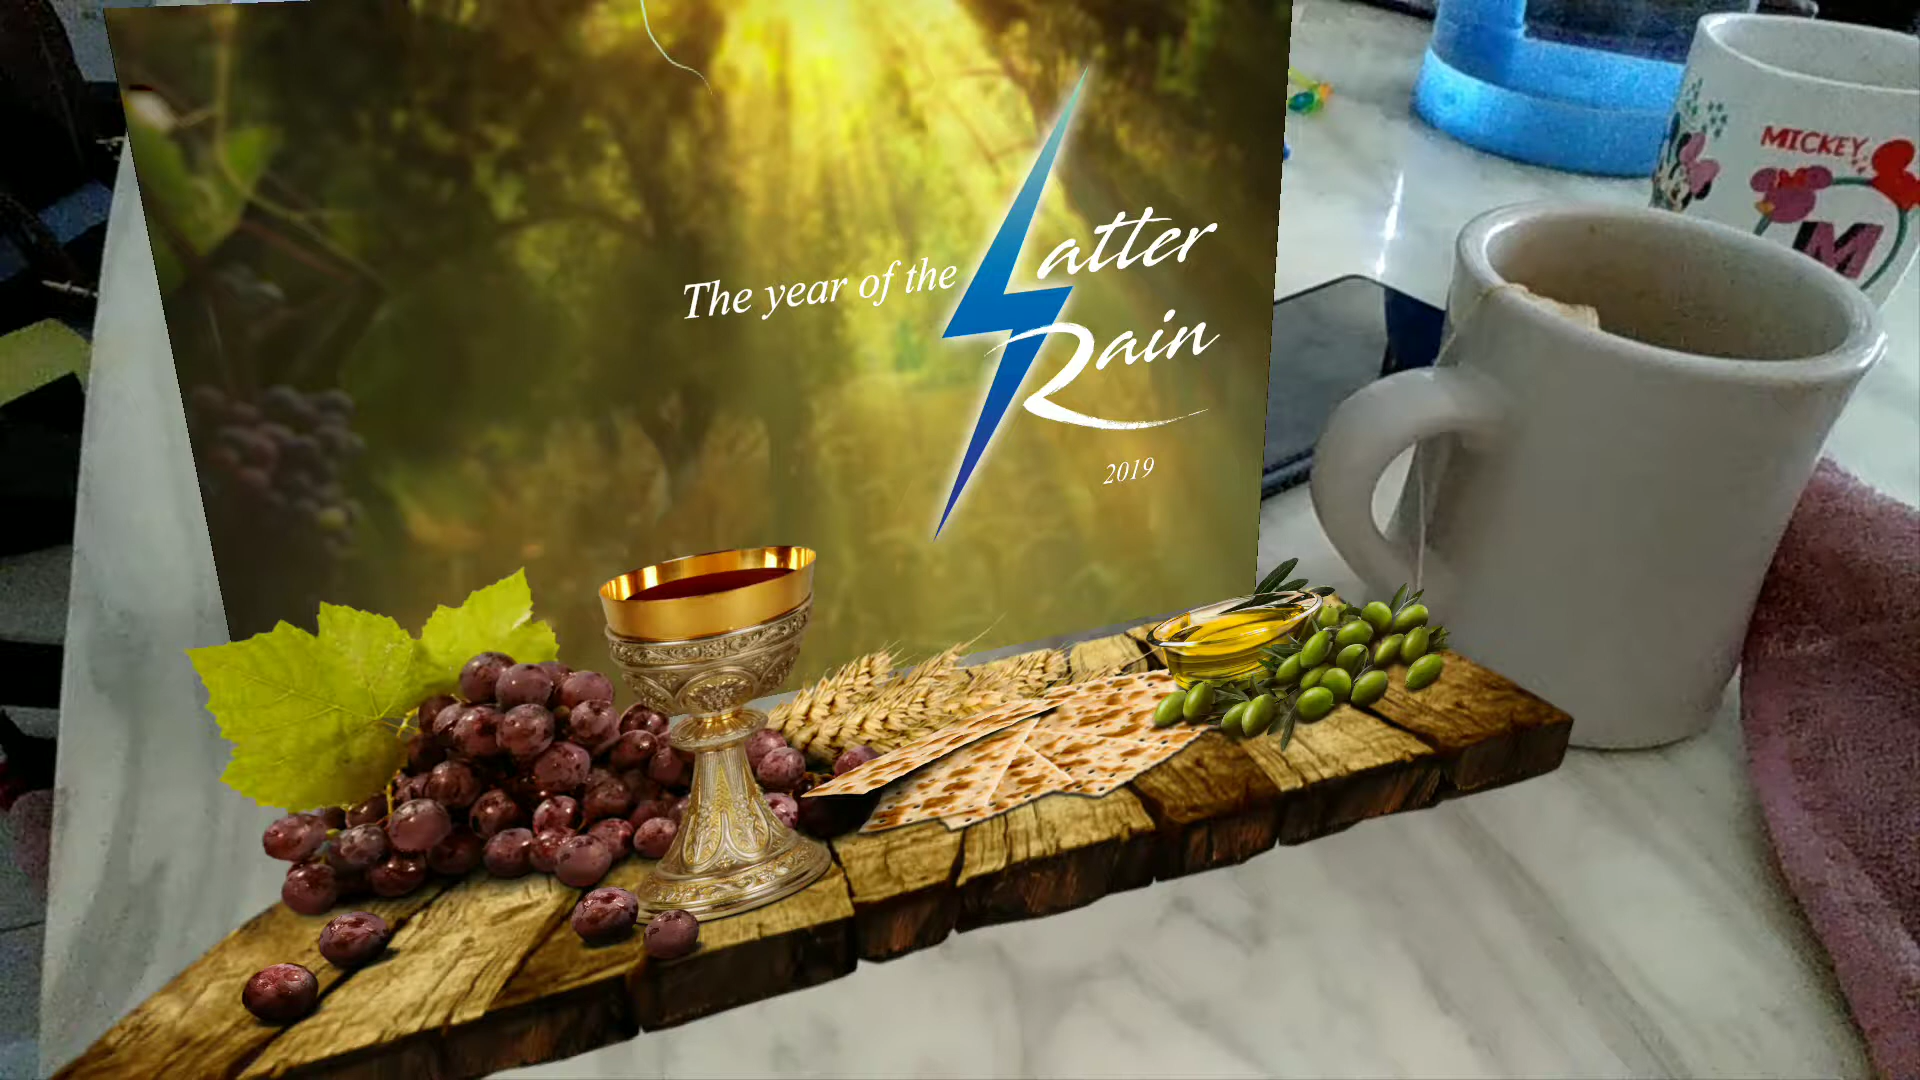 The year of the Latter
Rain
2019
MICKEY
M